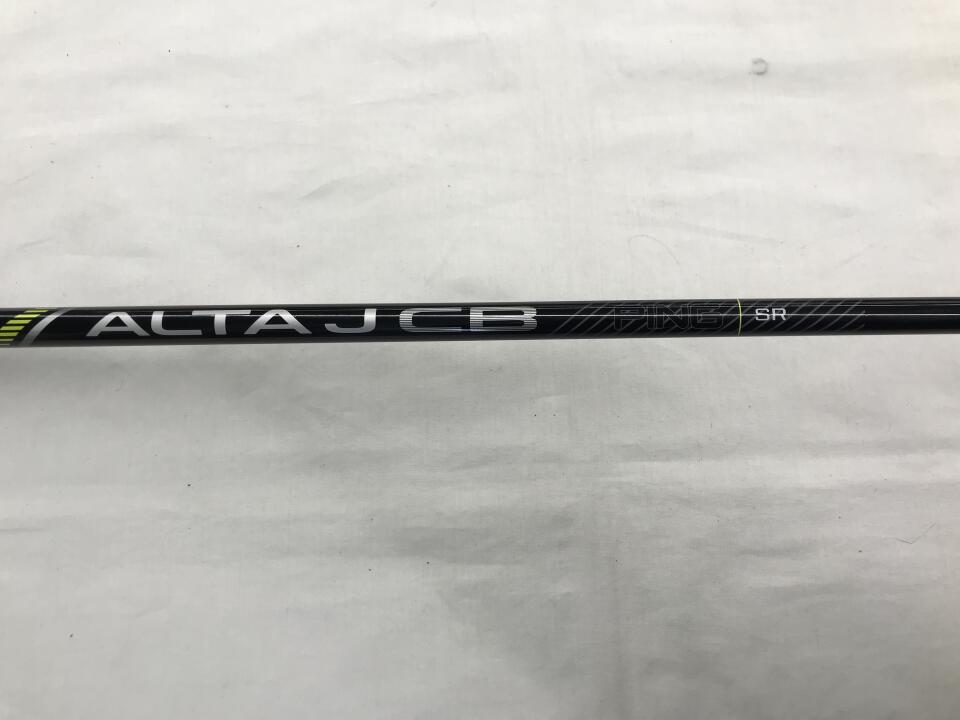 ALTA J CB PING SR